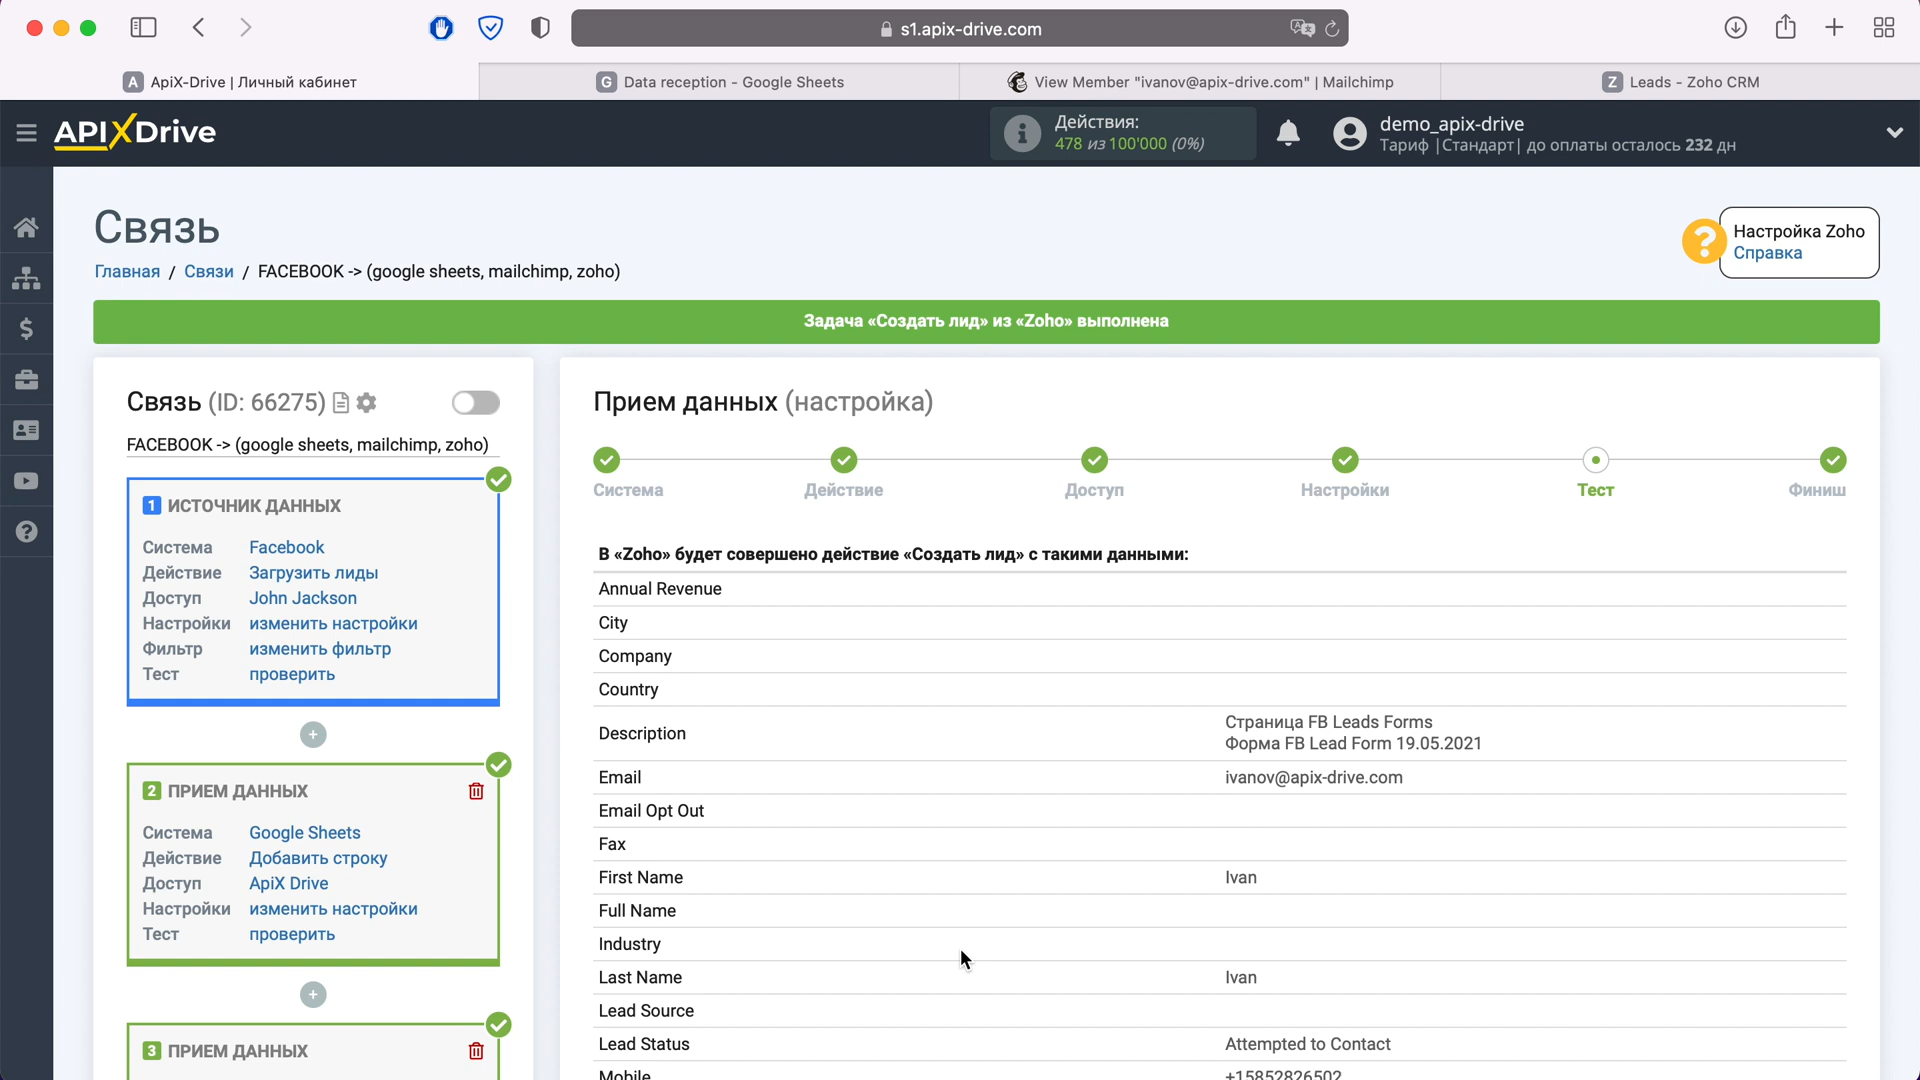 s1.apix-drive.com
A ApiX-Drive | Личный кабинет
G Data reception - Google Sheets
View Member "ivanov@apix-drive.com" | Mailchimp
Z Leads - Zoho CRM
APIXDrive
Действия:
478 из 100'000 (0%)
demo_apix-drive
Тариф |Стандарт| до оплаты осталось 232 дн
Связь
Главная / Связи / FACEBOOK -> (google sheets, mailchimp, zoho)
Настройка Zoho
Справка
Задача «Создать лид» из «Zoho» выполнена
Связь (ID: 66275)
FACEBOOK -> (google sheets, mailchimp, zoho)
1 ИСТОЧНИК ДАННЫХ
Система Facebook
Действие Загрузить лиды
Доступ John Jackson
Настройки изменить настройки
Фильтр изменить фильтр
Тест проверить
2 ПРИЕМ ДАННЫХ
Система Google Sheets
Действие Добавить строку
Доступ ApiX Drive
Настройки изменить настройки
Тест проверить
3 ПРИЕМ ДАННЫХ
Прием данных (настройка)
Система Действие Доступ Настройки Тест Финиш
В «Zoho» будет совершено действие «Создать лид» с такими данными:
Annual Revenue
City
Company
Country
Description Страница FB Leads Forms
Форма FB Lead Form 19.05.2021
Email ivanov@apix-drive.com
Email Opt Out
Fax
First Name Ivan
Full Name
Industry
Last Name Ivan
Lead Source
Lead Status Attempted to Contact
Mobile +15852826502